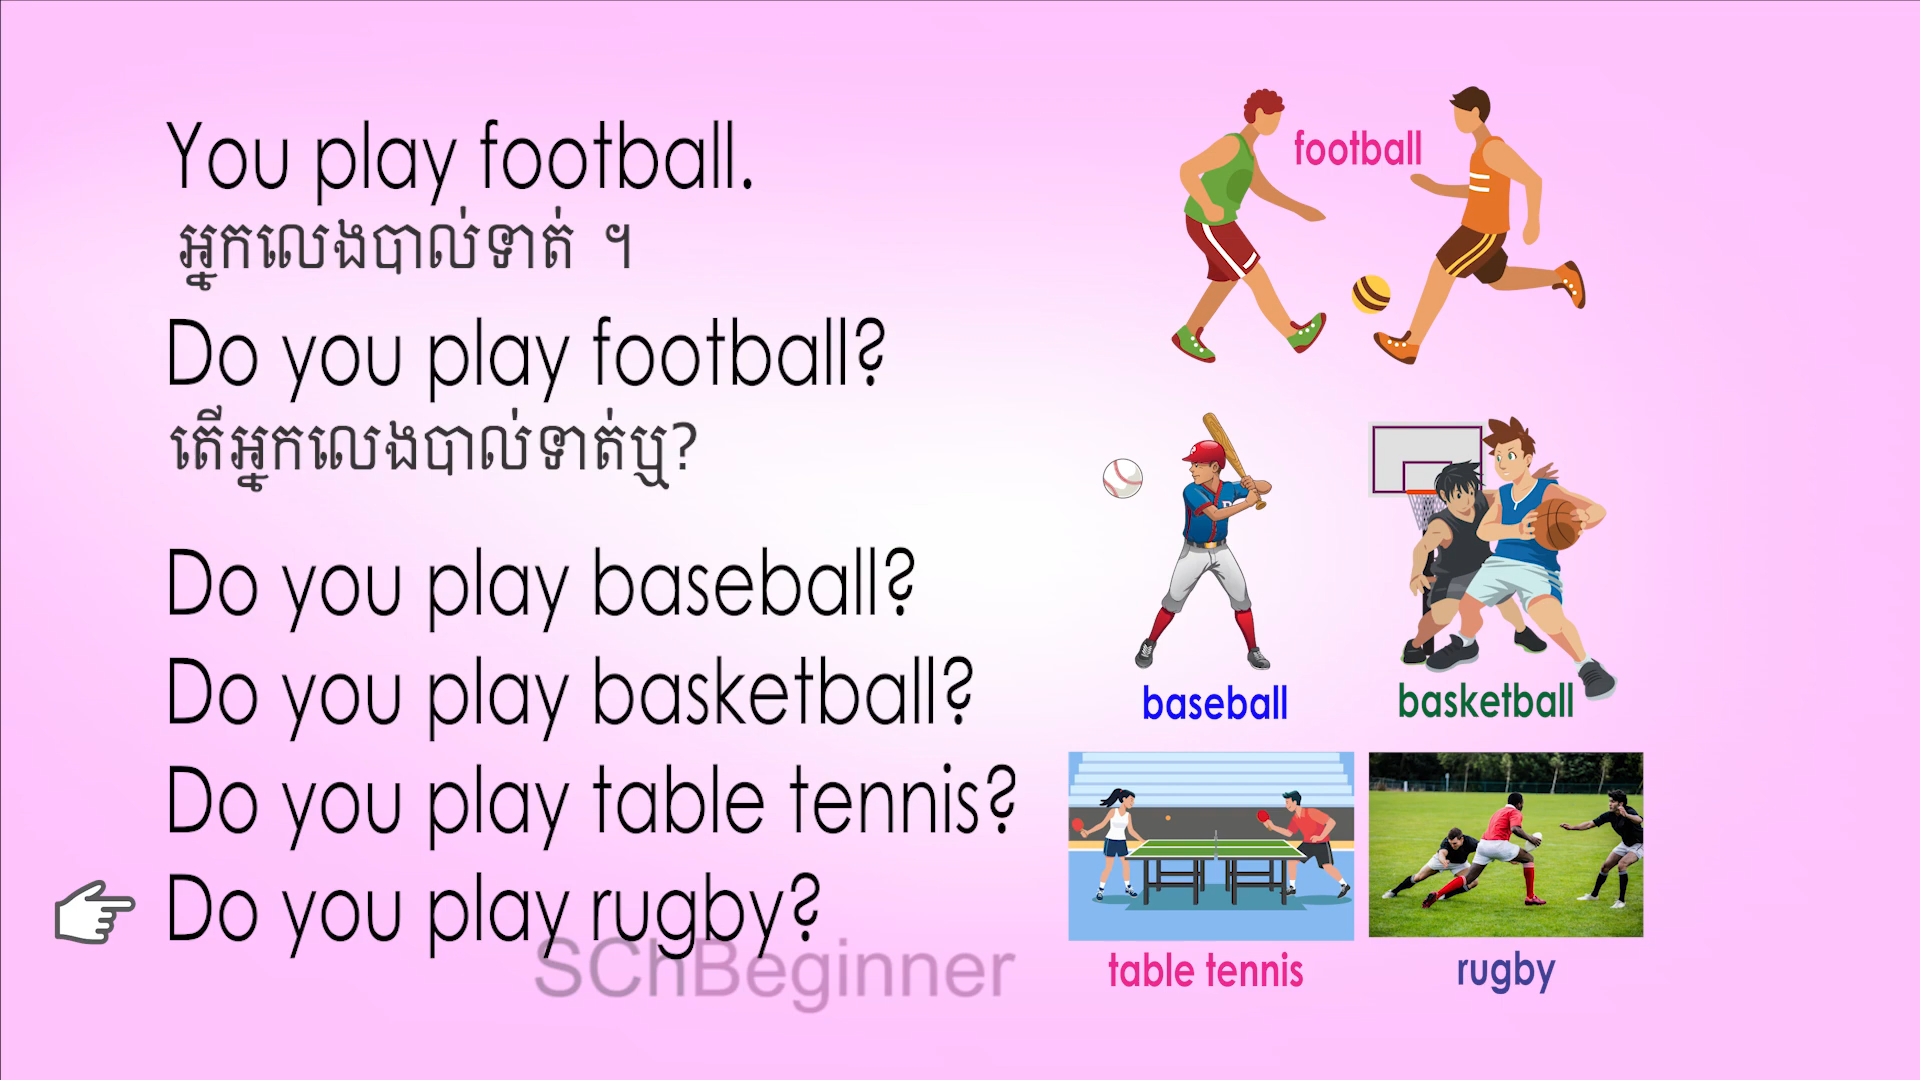 You play football.
អ្នកលេងបាល់ទាត់ ។
Do you play football?
តើអ្នកលេងបាល់ទាត់ឬ?
Do you play baseball?
Do you play basketball?
Do you play table tennis?
Do you play rugby?
SChBeginner
football
baseball
basketball
table tennis
rugby